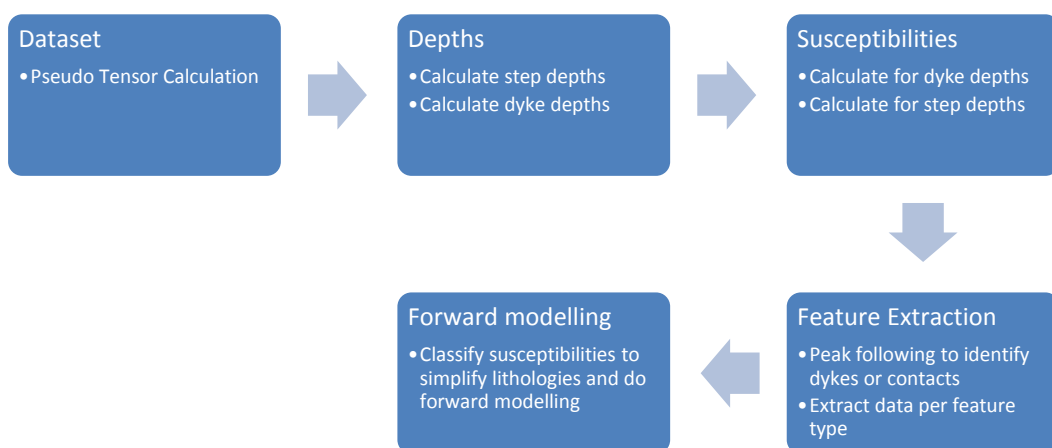 Dataset
•Pseudo Tensor Calculation
Depths
•Calculate step depths
•Calculate dyke depths
Susceptibilities
•Calculate for dyke depths
•Calculate for step depths
Feature Extraction
•Peak following to identify
dykes or contacts
•Extract data per feature
type
Forward modelling
•Classify susceptibilities to
simplify lithologies and do
forward modelling